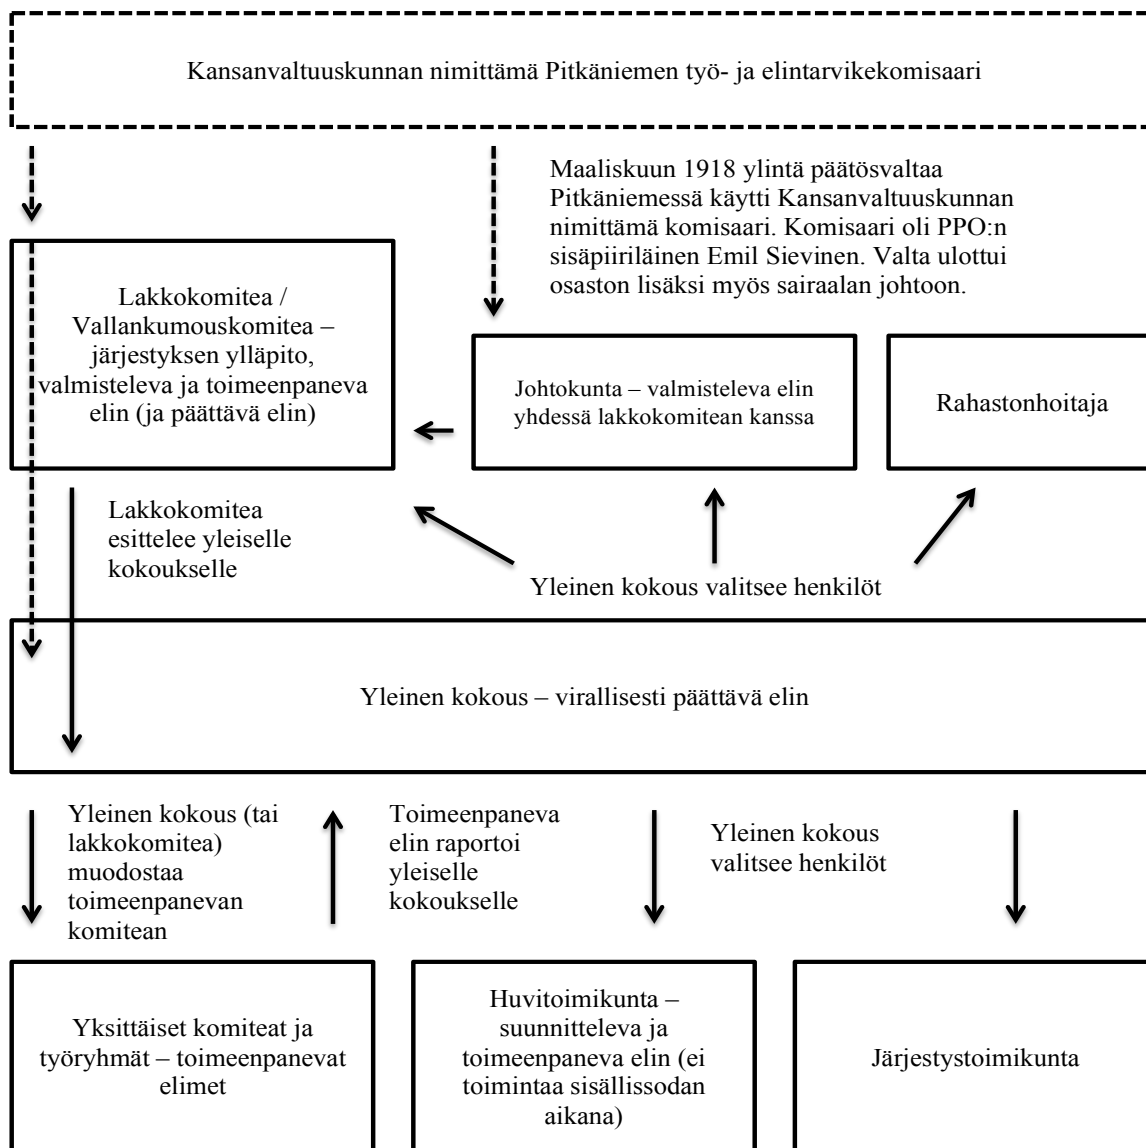 Kansanvaltuuskunnan nimittämä Pitkäniemen työ- ja elintarvikekomisaari
Maaliskuun 1918 ylintä päätösvaltaa
Pitkäniemessä käytti Kansanvaltuuskunnan
nimittämä komisaari. Komisaari oli PPO:n
sisäpiiriläinen Emil Sievinen. Valta ulottui
osaston lisäksi myös sairaalan johtoon.
Lakkokomitea /
Vallankumouskomitea –
järjestyksen ylläpito,
valmisteleva ja toimeenpaneva
elin (ja päättävä elin)
Johtokunta – valmisteleva elin
yhdessä lakkokomitean kanssa
Rahastonhoitaja
Lakkokomitea
esittelee yleiselle
kokoukselle
Yleinen kokous valitsee henkilöt
Yleinen kokous – virallisesti päättävä elin
Yleinen kokous (tai
lakkokomitea)
muodostaa
toimeenpanevan
komitean
Toimeenpaneva
elin raportoi
yleiselle
kokoukselle
Yleinen kokous
valitsee henkilöt
Yksittäiset komiteat ja
työryhmät – toimeenpanevat
elimet
Huvitoimikunta –
suunnitteleva ja
toimeenpaneva elin (ei
toimintaa sisällissodan
aikana)
Järjestystoimikunta